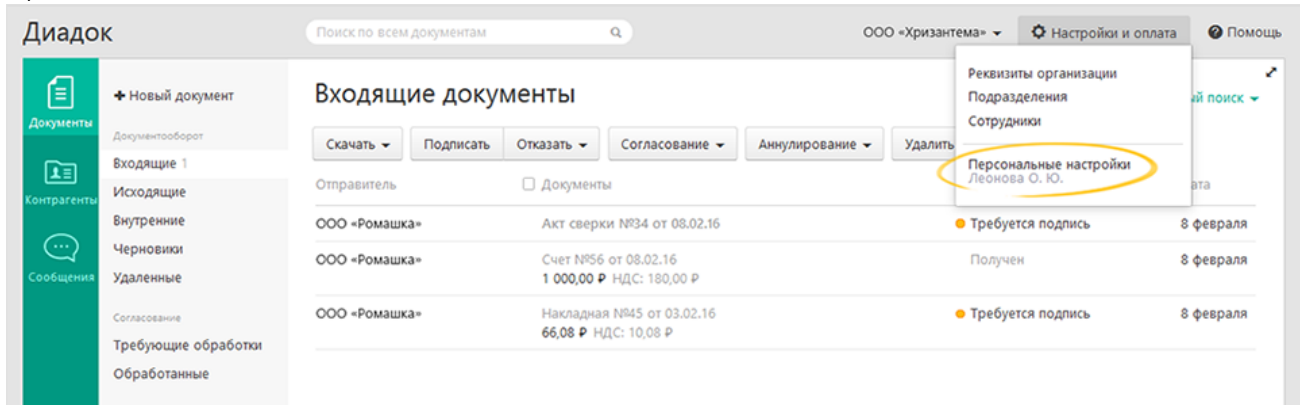 Диадок
Поиск по всем документам
ООО «Хризантема»
Настройки и оплата
Помощь
Реквизиты организации
Подразделения
Сотрудники
Персональные настройки
Леонова О. Ю.
Документы
Контрагенты
Сообщения
+ Новый документ
Документооборот
Входящие 1
Исходящие
Внутренние
Черновики
Удаленные
Согласование
Требующие обработки
Обработанные
Входящие документы
ый поиск
Скачать Подписать Отказать Согласование Аннулирование Удалить
Отправитель Документы ата
ООО «Ромашка» Акт сверки №34 от 08.02.16 Требуется подпись 8 февраля
ООО «Ромашка» Счет №56 от 08.02.16 Получен 8 февраля
1 000,00 ₽ НДС: 180,00 ₽
ООО «Ромашка» Накладная №45 от 03.02.16 Требуется подпись 8 февраля
66,08 ₽ НДС: 10,08 ₽